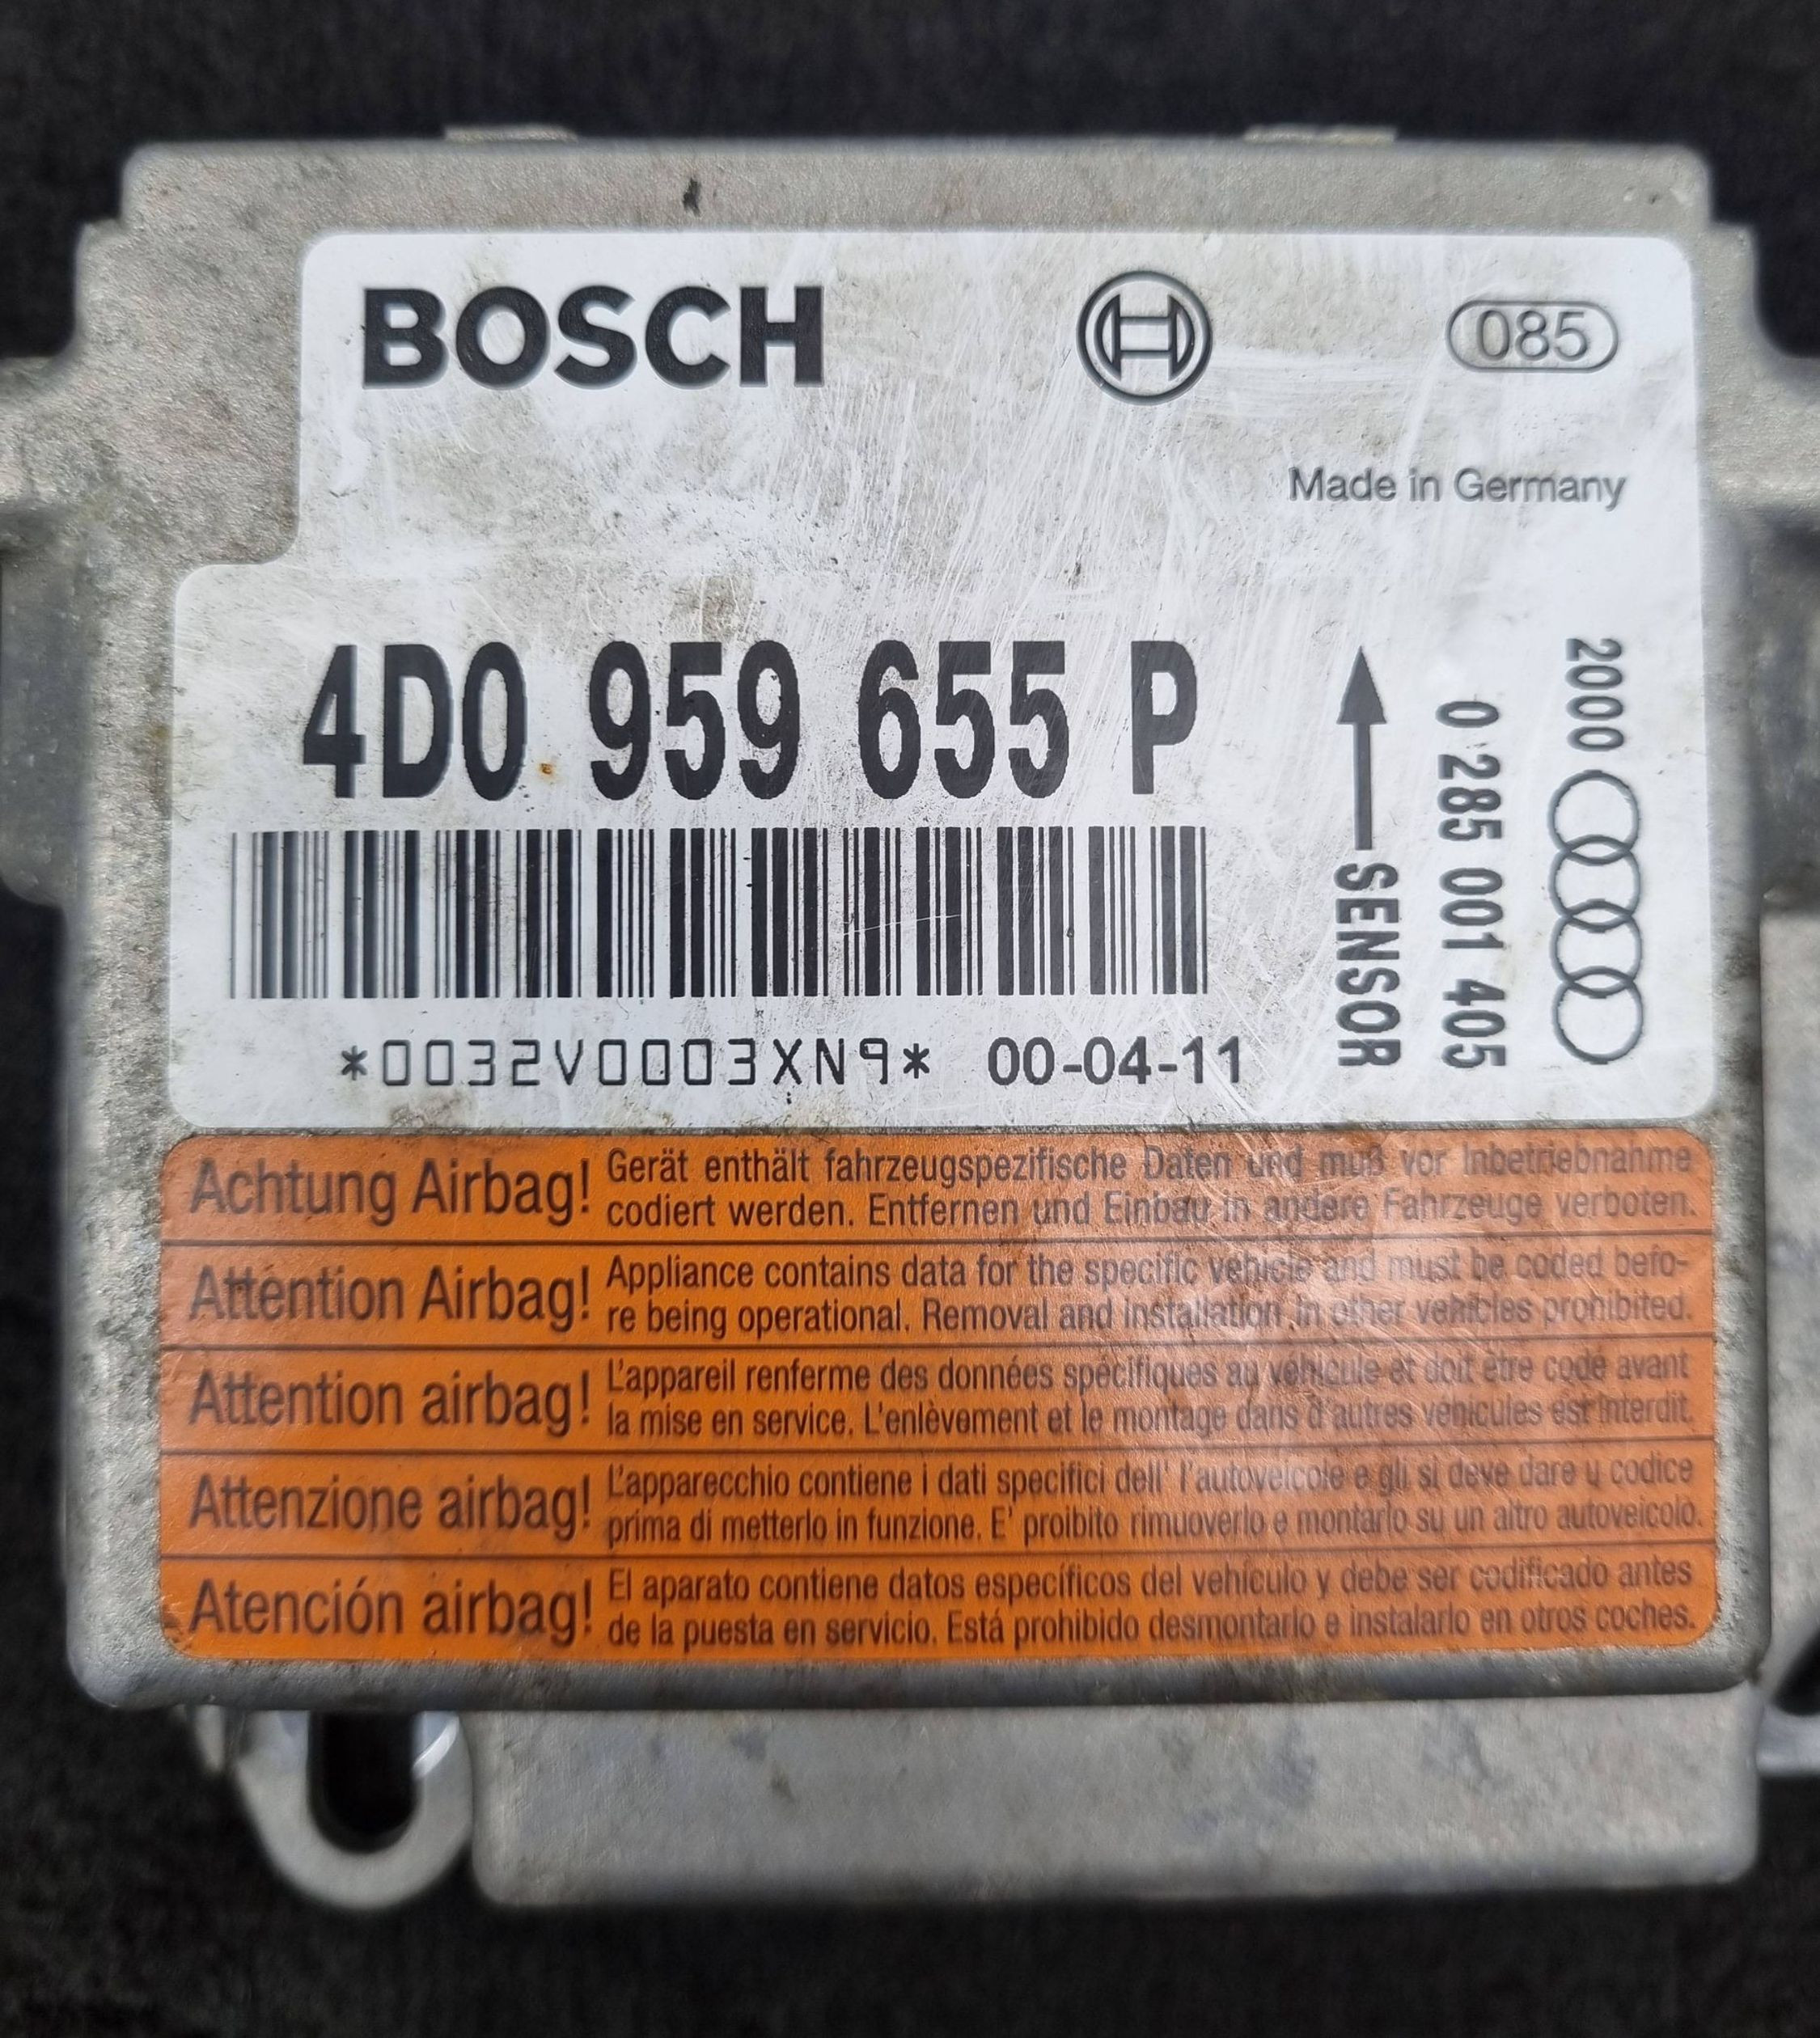 BOSCH
085
Made in Germany
4D0 959 655 P
*0032V0003XN9* 00-04-11
SENSOR
0 285 001 405
2000
Achtung Airbag! Gerät enthält fahrzeugspezifische Daten und muß vor Inbetriebnahme
codiert werden. Entfernen und Einbau in andere Fahrzeuge verboten.
Attention Airbag! Appliance contains data for the specific vehicle and must be coded befo-
re being operational. Removal and installation in other vehicles prohibited.
Attention airbag! L'appareil renferme des données spécifiques au véhicule et doit être codé avant
la mise en service. L'enlèvement et le montage dans d'autres véhicules est interdit.
Attenzione airbag! L'apparecchio contiene i dati specifici dell' l'autoveicole e gli si deve dare y codice
prima di metterlo in funzione. E' proibito rimuoverlo e montarlo su un altro autoveicolo.
Atención airbag! El aparato contiene datos específicos del vehículo y debe ser codificado antes
de la puesta en servicio. Está prohibido desmontarlo e instalarlo en otros coches.